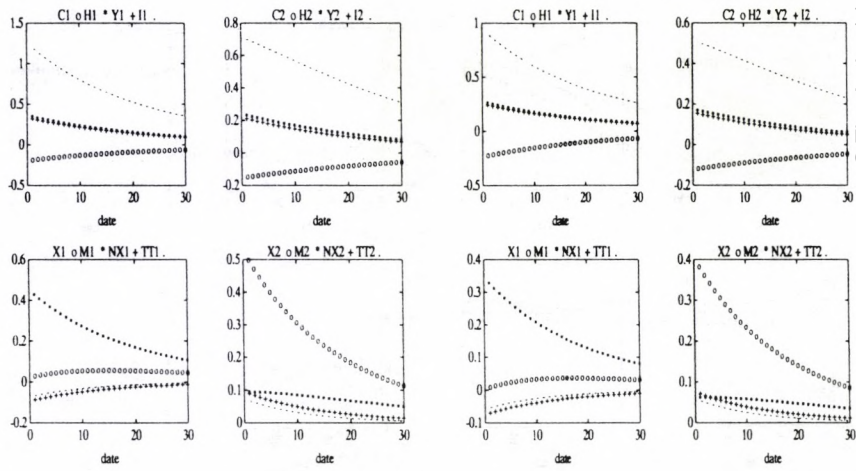 C1 o H1 * Y1 + I1 .
1.5
1
0.5
0
-0.5
0 10 20 30
date
C2 o H2 * Y2 + I2 .
0.8
0.6
0.4
0.2
0
-0.2
0 10 20 30
date
C1 o H1 * Y1 + I1 .
1
0.5
0
-0.5
0 10 20 30
date
C2 o H2 * Y2 + I2 .
0.6
0.4
0.2
0
-0.2
0 10 20 30
date
X1 o M1 * NX1 + TT1 .
0.6
0.4
0.2
0
-0.2
0 10 20 30
date
X2 o M2 * NX2 + TT2 .
0.5
0.4
0.3
0.2
0.1
0
0 10 20 30
date
X1 o M1 * NX1 + TT1 .
0.4
0.3
0.2
0.1
0
-0.1
0 10 20 30
date
X2 o M2 * NX2 + TT2 .
0.4
0.3
0.2
0.1
0
0 10 20 30
date